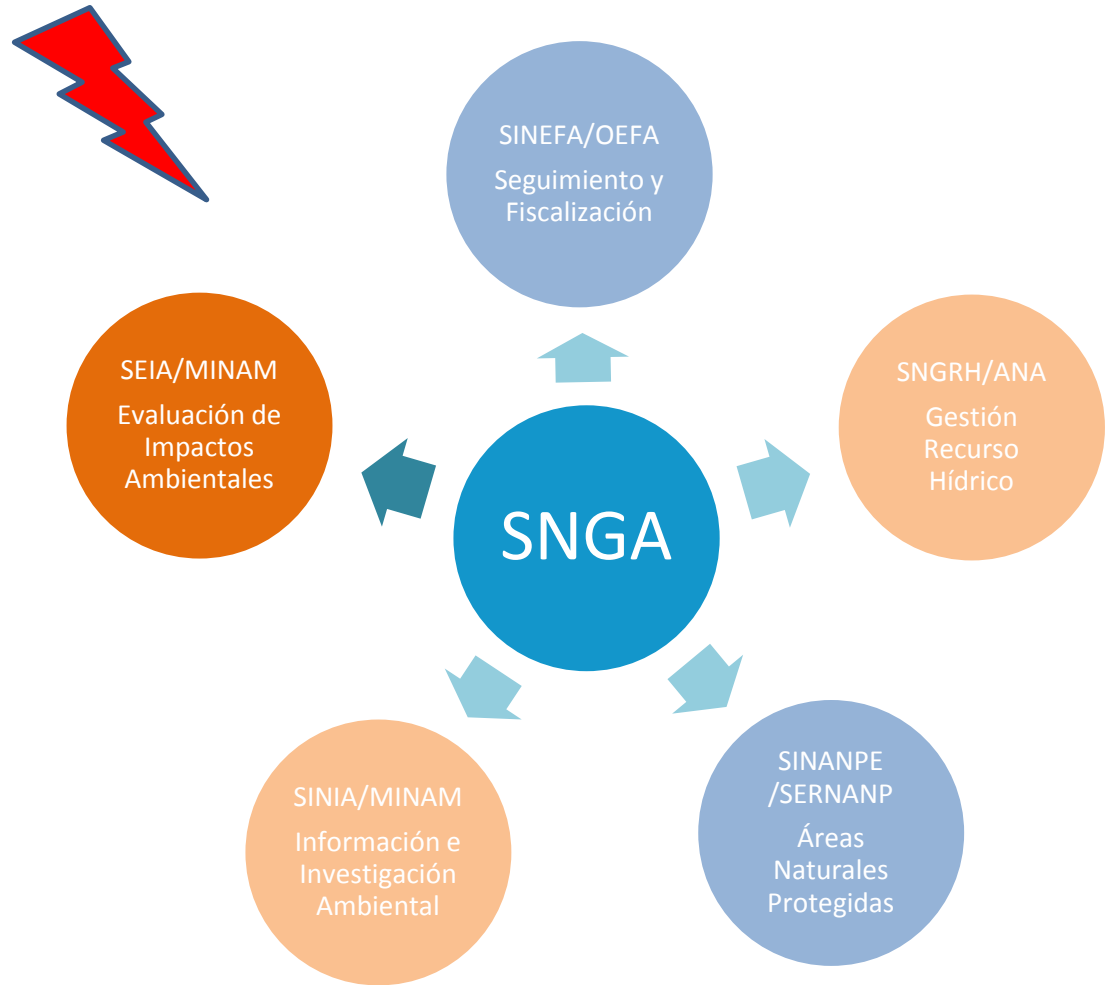 SINEFA/OEFA
Seguimiento y
Fiscalización
SEIA/MINAM
Evaluación de
Impactos
Ambientales
SNGRH/ANA
Gestión
Recurso
Hídrico
SNGA
SINIA/MINAM
Información e
Investigación
Ambiental
SINANPE
/SERNANP
Áreas
Naturales
Protegidas